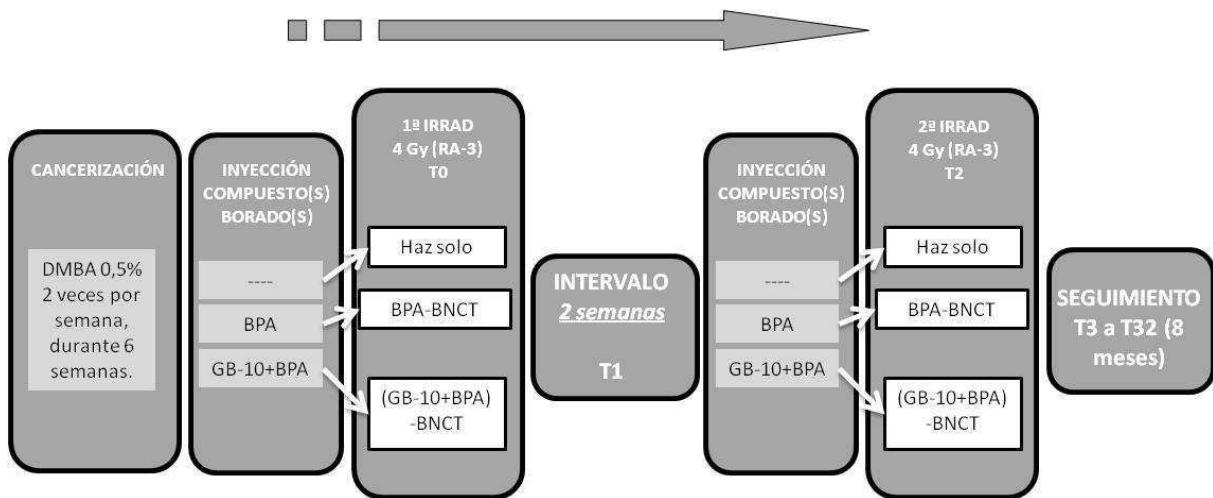 CANCERIZACIÓN
DMBA 0,5%
2 veces por
semana,
durante 6
semanas.
INYECCIÓN
COMPUESTO(S)
BORADO(S)
----
BPA
GB-10+BPA
1ª IRRAD
4 Gy (RA-3)
T0
Haz solo
BPA-BNCT
(GB-10+BPA)
-BNCT
INTERVALO
2 semanas
T1
INYECCIÓN
COMPUESTO(S)
BORADO(S)
----
BPA
GB-10+BPA
2ª IRRAD
4 Gy (RA-3)
T2
Haz solo
BPA-BNCT
(GB-10+BPA)
-BNCT
SEGUIMIENTO
T3 a T32 (8
meses)